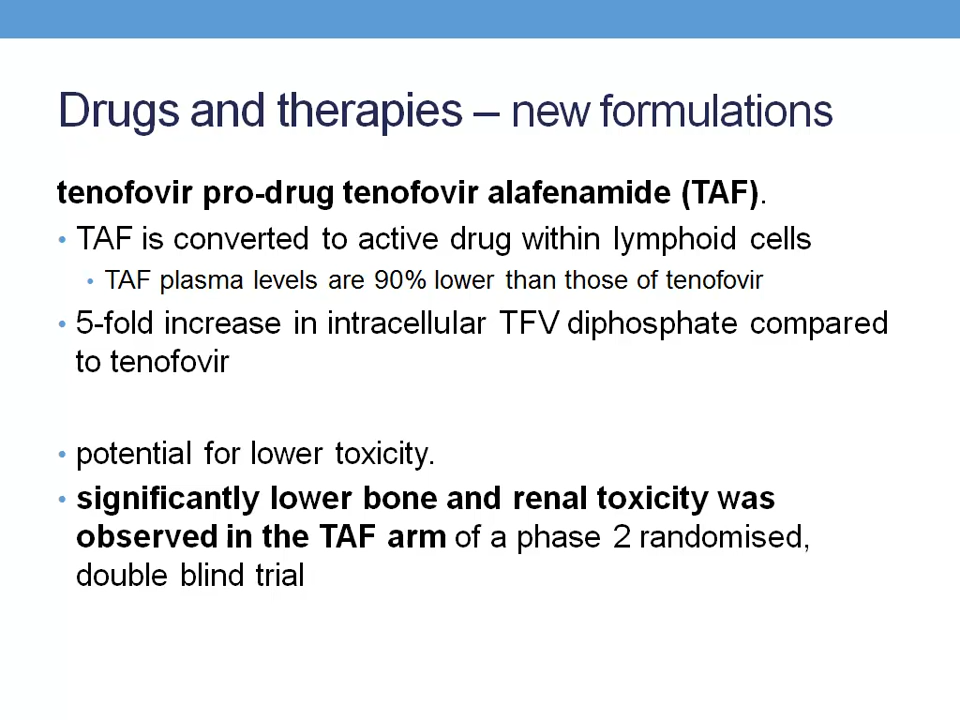 Drugs and therapies – new formulations
tenofovir pro-drug tenofovir alafenamide (TAF).
• TAF is converted to active drug within lymphoid cells
• TAF plasma levels are 90% lower than those of tenofovir
• 5-fold increase in intracellular TFV diphosphate compared
to tenofovir
• potential for lower toxicity.
• significantly lower bone and renal toxicity was
observed in the TAF arm of a phase 2 randomised,
double blind trial